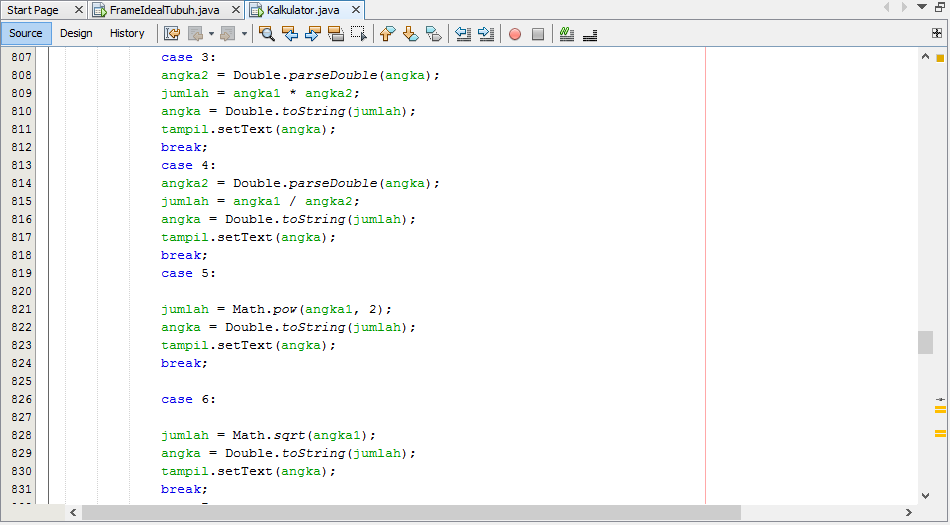 Start Page FrameIdealTubuh.java Kalkulator.java
Source Design History
807 case 3:
808 angka2 = Double.parseDouble(angka);
809 jumlah = angka1 * angka2;
810 angka = Double.toString(jumlah);
811 tampil.setText(angka);
812 break;
813 case 4:
814 angka2 = Double.parseDouble(angka);
815 jumlah = angka1 / angka2;
816 angka = Double.toString(jumlah);
817 tampil.setText(angka);
818 break;
819 case 5:
820
821 jumlah = Math.pow(angka1, 2);
822 angka = Double.toString(jumlah);
823 tampil.setText(angka);
824 break;
825
826 case 6:
827
828 jumlah = Math.sqrt(angka1);
829 angka = Double.toString(jumlah);
830 tampil.setText(angka);
831 break;